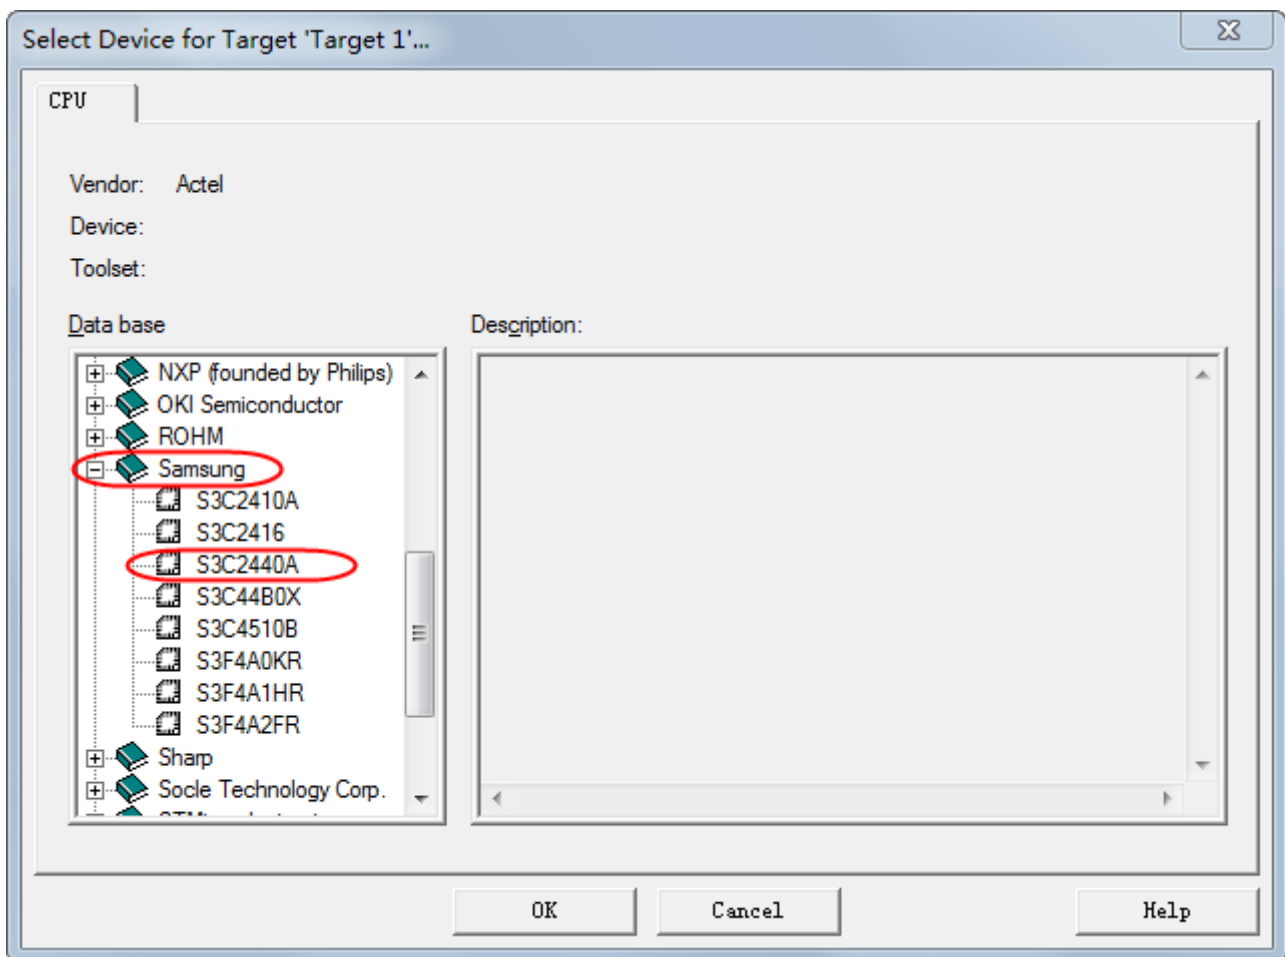 Select Device for Target 'Target 1'...
CPU
Vendor: Actel
Device:
Toolset:
Data base
Description:
NXP (founded by Philips)
OKI Semiconductor
ROHM
Samsung
S3C2410A
S3C2416
S3C2440A
S3C44B0X
S3C4510B
S3F4A0KR
S3F4A1HR
S3F4A2FR
Sharp
Socle Technology Corp.
OK
Cancel
Help